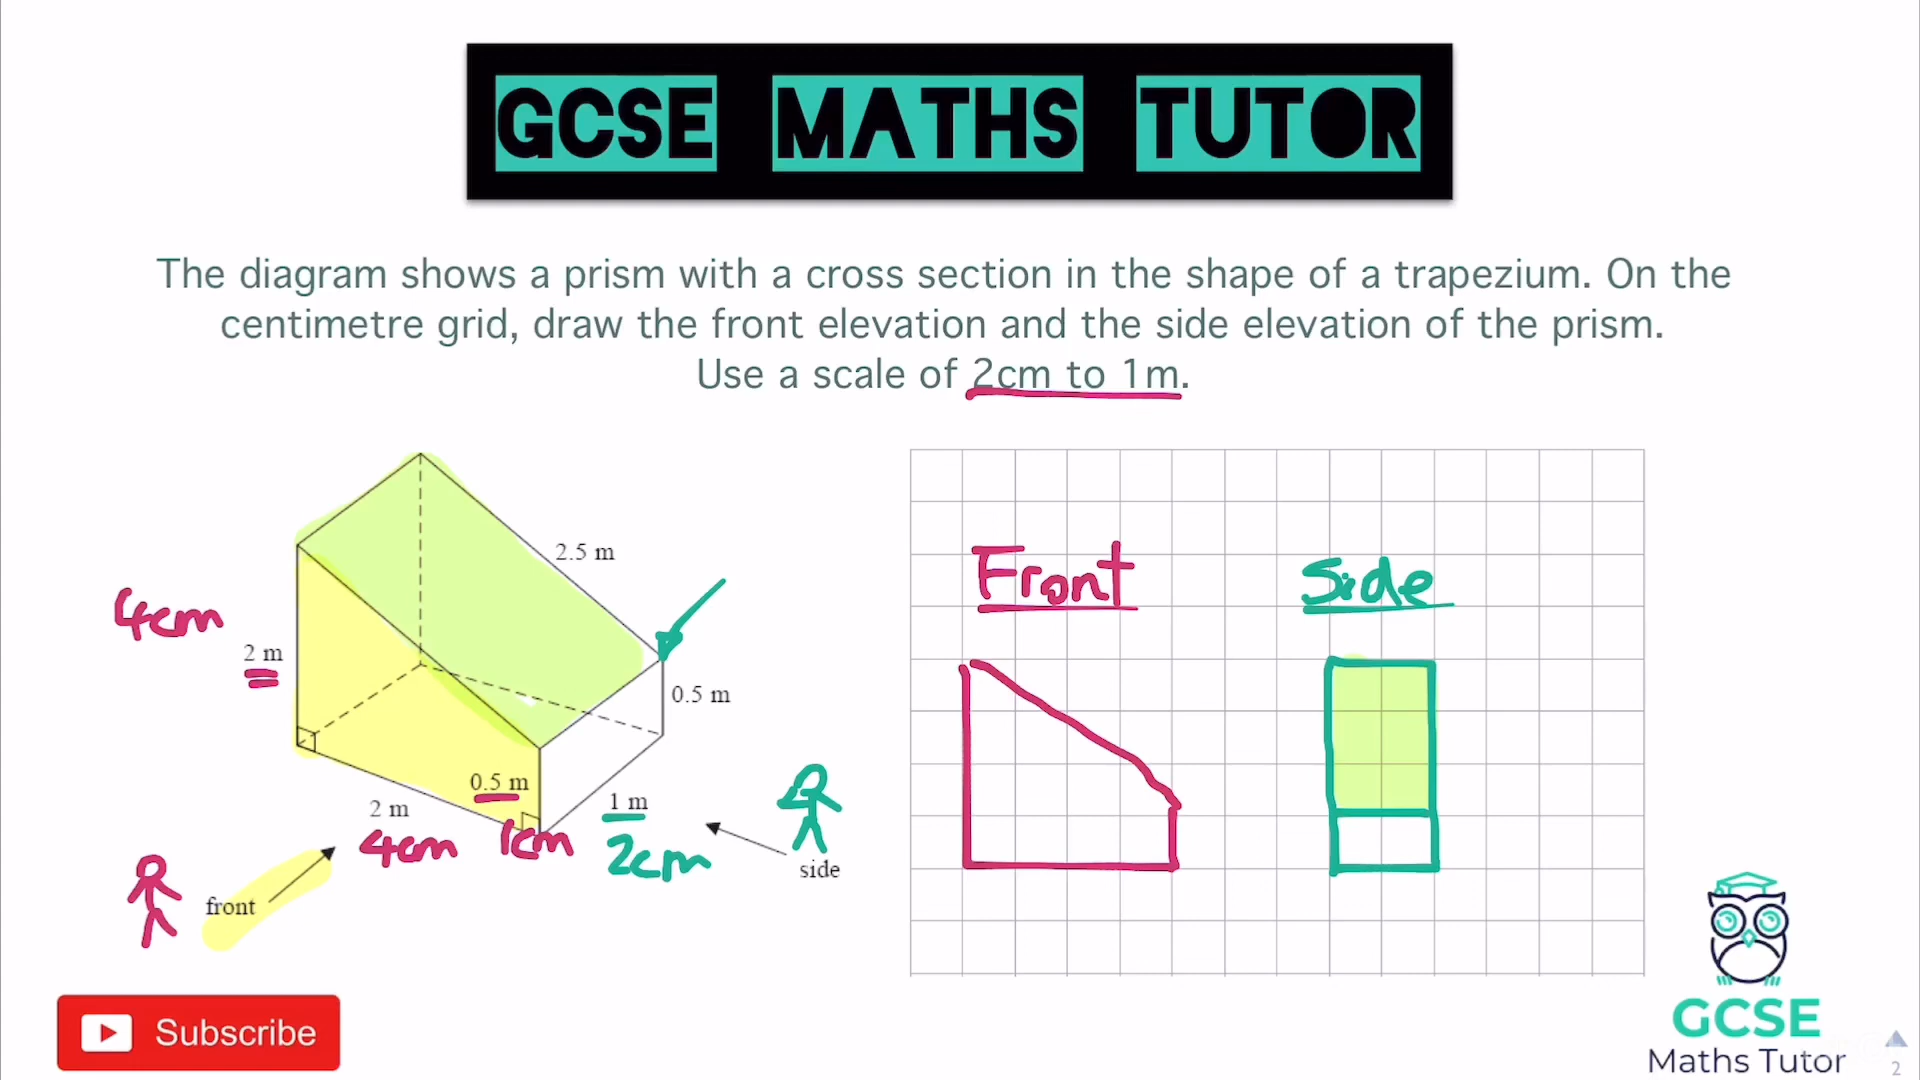 GCSE MATHS TUTOR
The diagram shows a prism with a cross section in the shape of a trapezium. On the
centimetre grid, draw the front elevation and the side elevation of the prism.
Use a scale of 2cm to 1m.
2.5 m
Front
Side
4cm
2 m
0.5 m
0.5 m
2 m
1 m
4cm
1cm
2cm
side
front
Subscribe
GCSE
Maths Tutor
2